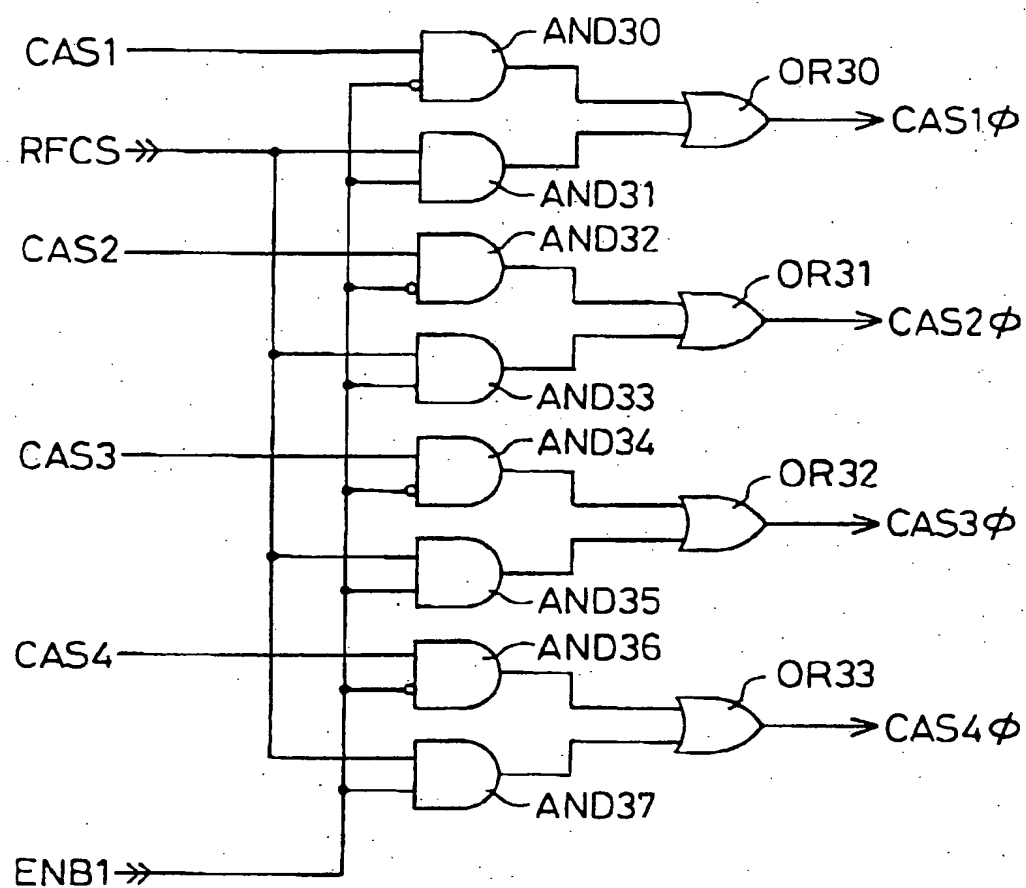 CAS1
AND30
OR30
CAS1φ
RFCS
AND31
CAS2
AND32
OR31
CAS2φ
AND33
CAS3
AND34
OR32
CAS3φ
AND35
CAS4
AND36
OR33
CAS4φ
AND37
ENB1